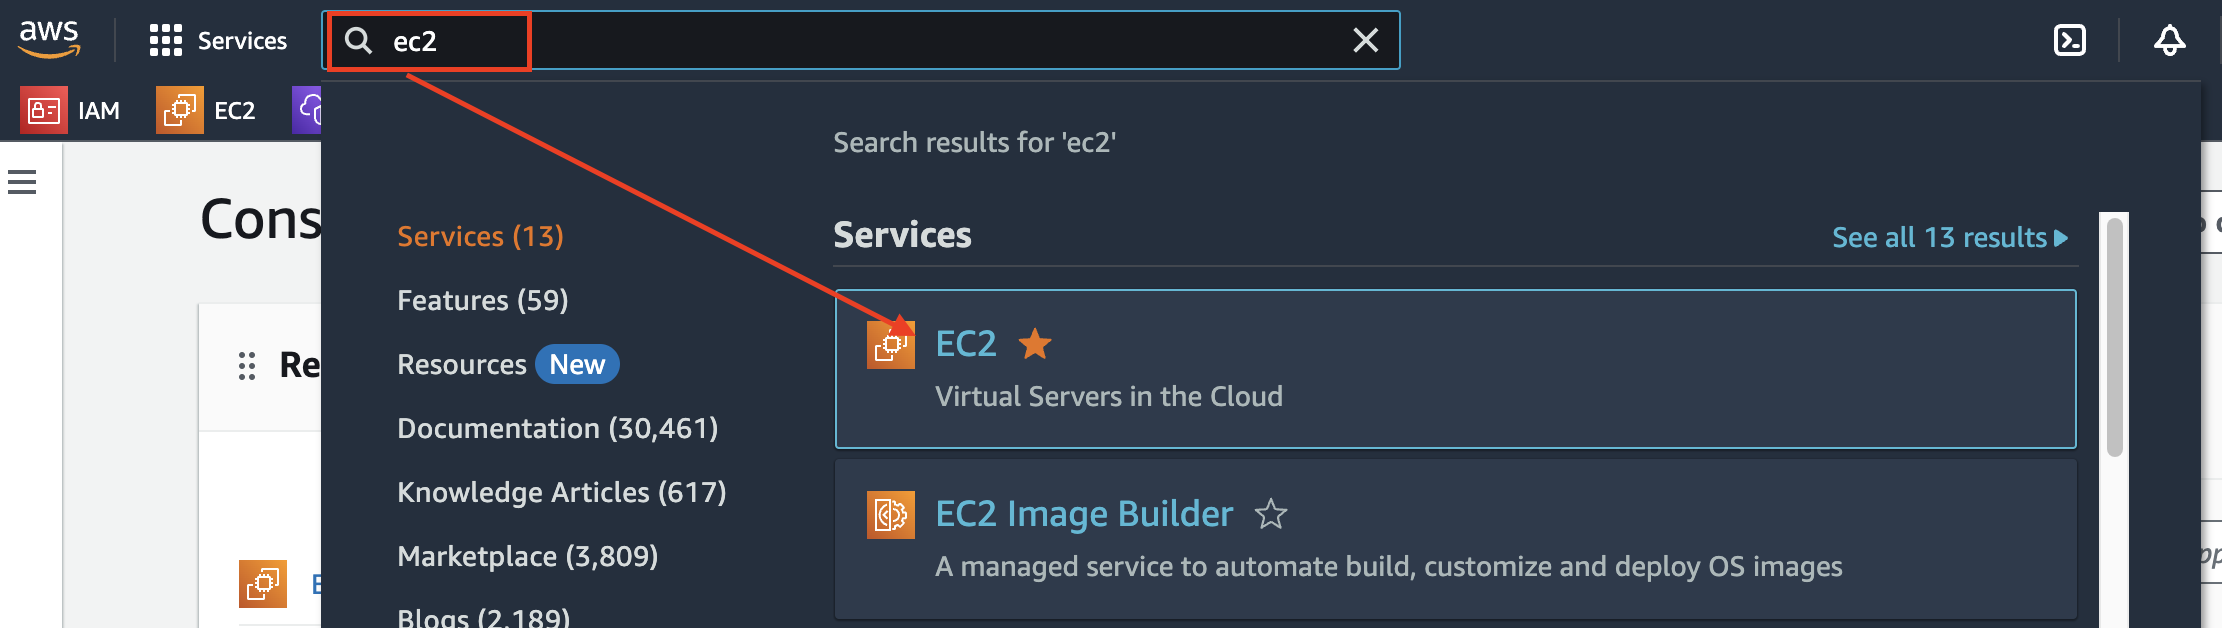 aws
Services
ec2
IAM
EC2
Search results for 'ec2'
Cons
Services (13)
Features (59)
Resources New
Documentation (30,461)
Knowledge Articles (617)
Marketplace (3,809)
Blogs (2,189)
Services
See all 13 results
EC2
Virtual Servers in the Cloud
EC2 Image Builder
A managed service to automate build, customize and deploy OS images
Re